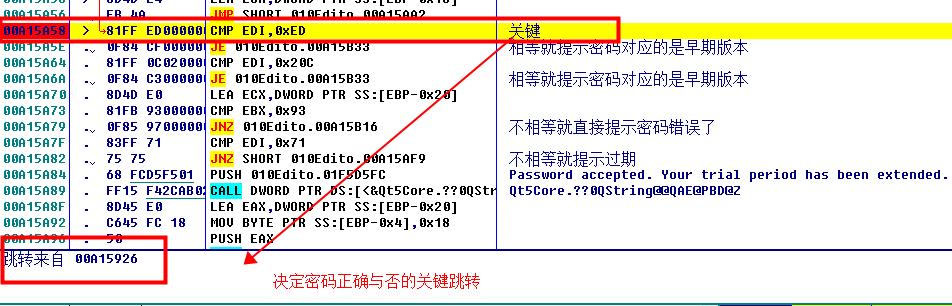 EB 4A JMP SHORT 010Edito.00A15AA2
00A15A58 > 81FF ED000000 CMP EDI,0xED 关键
00A15A5E .ˇ 0F84 CF000000 JE 010Edito.00A15B33 相等就提示密码对应的是早期版本
00A15A64 . 81FF 0C020000 CMP EDI,0x20C
00A15A6A .ˇ 0F84 C3000000 JE 010Edito.00A15B33 相等就提示密码对应的是早期版本
00A15A70 . 8D4D E0 LEA ECX,DWORD PTR SS:[EBP-0x20]
00A15A73 . 81FB 93000000 CMP EBX,0x93
00A15A79 .ˇ 0F85 97000000 JNZ 010Edito.00A15B16 不相等就直接提示密码错误了
00A15A7F . 83FF 71 CMP EDI,0x71
00A15A82 .ˇ 75 75 JNZ SHORT 010Edito.00A15AF9 不相等就提示过期
00A15A84 . 68 FCD5F501 PUSH 010Edito.01F5D5FC Password accepted. Your trial period has been extended.
00A15A89 . FF15 F42CAB02 CALL DWORD PTR DS:[<&Qt5Core.??0QStr Qt5Core.??0QString@@QAE@PBD@Z
00A15A8F . 8D45 E0 LEA EAX,DWORD PTR SS:[EBP-0x20]
00A15A92 . C645 FC 18 MOV BYTE PTR SS:[EBP-0x4],0x18
00A15A96 . 50 PUSH EAX
跳转来自 00A15926
决定密码正确与否的关键跳转